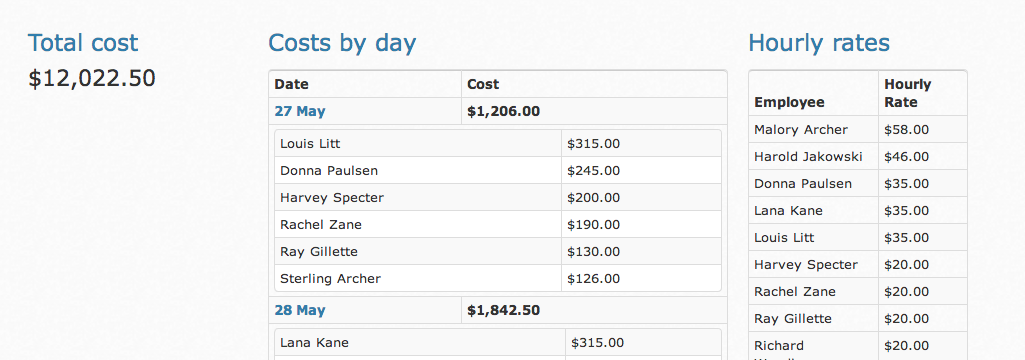 Total cost
$12,022.50
Costs by day
Date Cost
27 May $1,206.00
Louis Litt $315.00
Donna Paulsen $245.00
Harvey Specter $200.00
Rachel Zane $190.00
Ray Gillette $130.00
Sterling Archer $126.00
28 May $1,842.50
Lana Kane $315.00
Hourly rates
Employee Hourly
Rate
Malory Archer $58.00
Harold Jakowski $46.00
Donna Paulsen $35.00
Lana Kane $35.00
Louis Litt $35.00
Harvey Specter $20.00
Rachel Zane $20.00
Ray Gillette $20.00
Richard $20.00